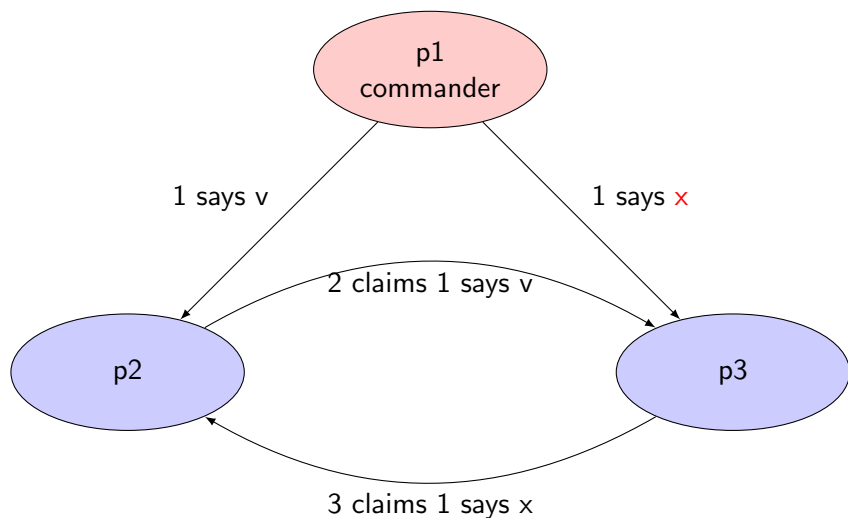 p1
commander
1 says v
1 says x
2 claims 1 says v
p2
p3
3 claims 1 says x